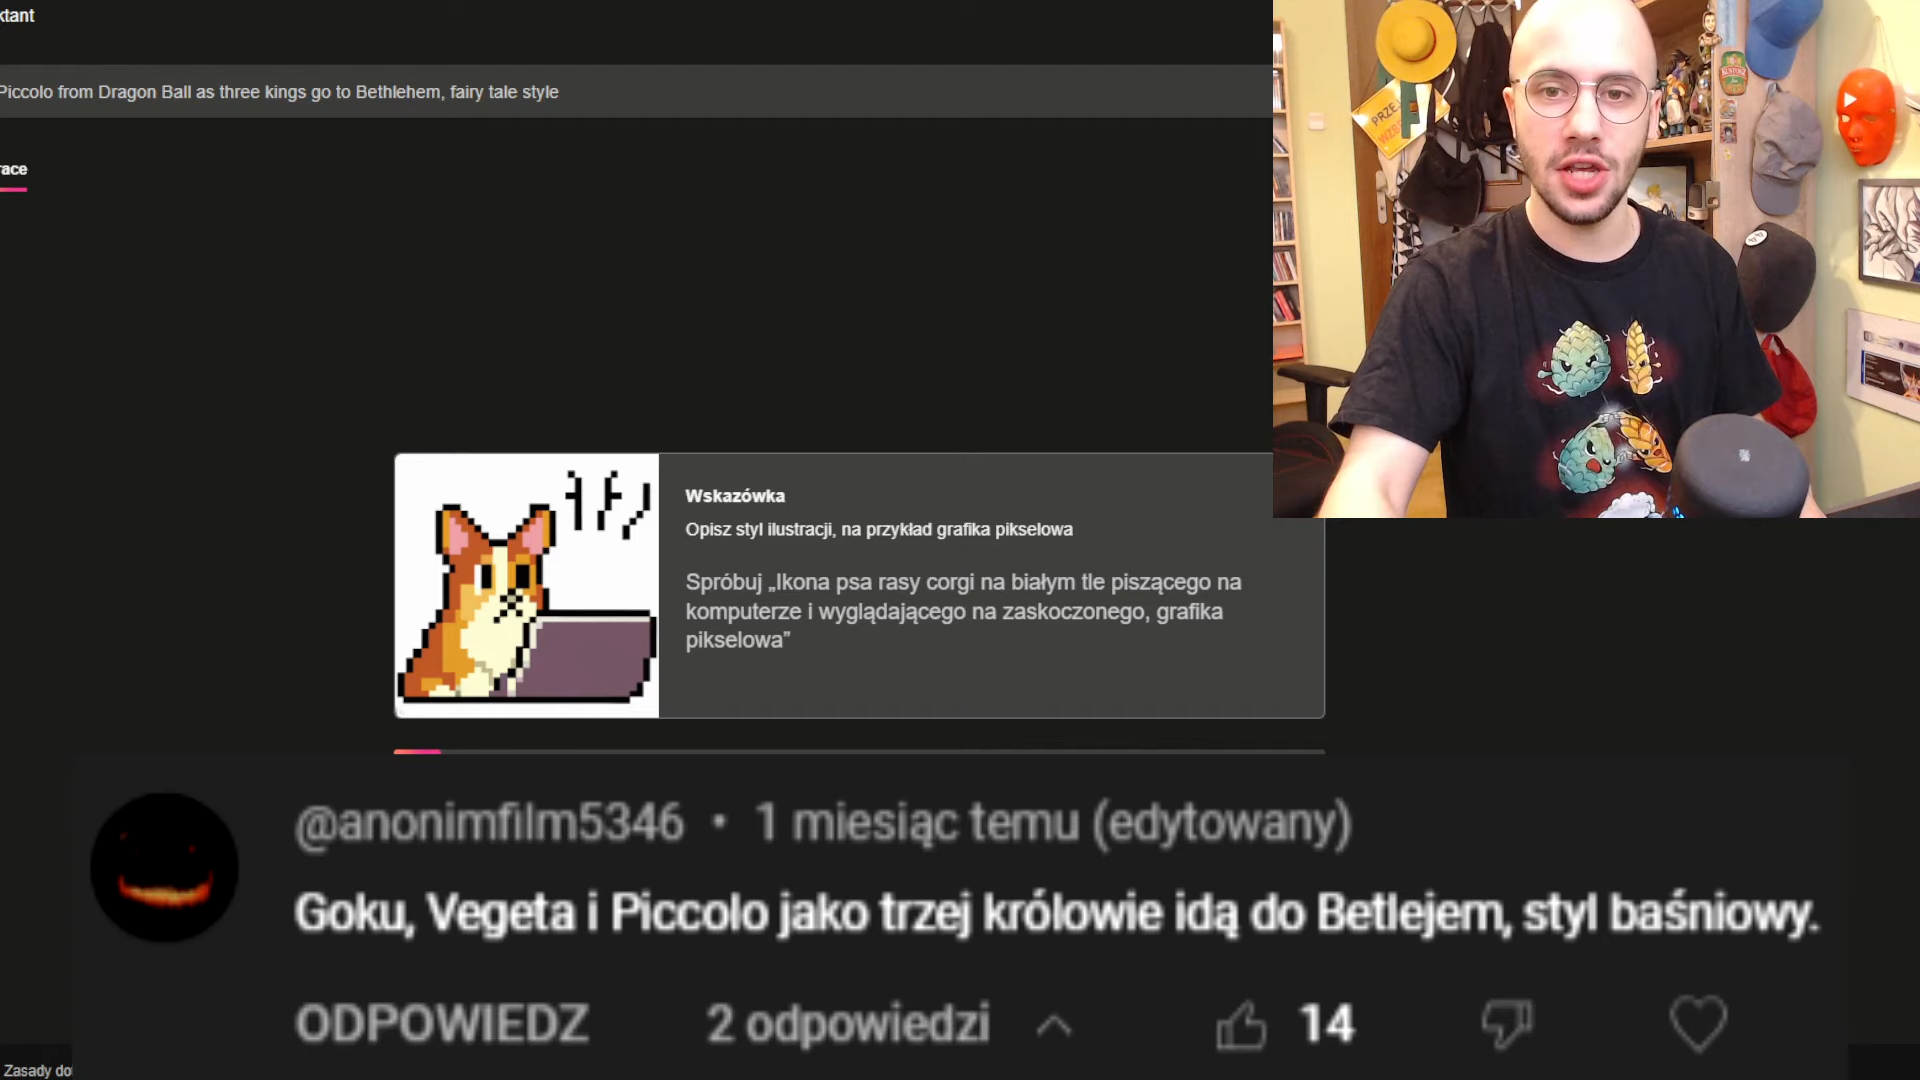 ktant
Piccolo from Dragon Ball as three kings go to Bethlehem, fairy tale style
race
Wskazówka
Opisz styl ilustracji, na przykład grafika pikselowa
Spróbuj „Ikona psa rasy corgi na białym tle piszącego na
komputerze i wyglądającego na zaskoczonego, grafika
pikselowa”
@anonimfilm5346 • 1 miesiąc temu (edytowany)
Goku, Vegeta i Piccolo jako trzej królowie idą do Betlejem, styl baśniowy.
ODPOWIEDZ 2 odpowiedzi 14
Zasady do